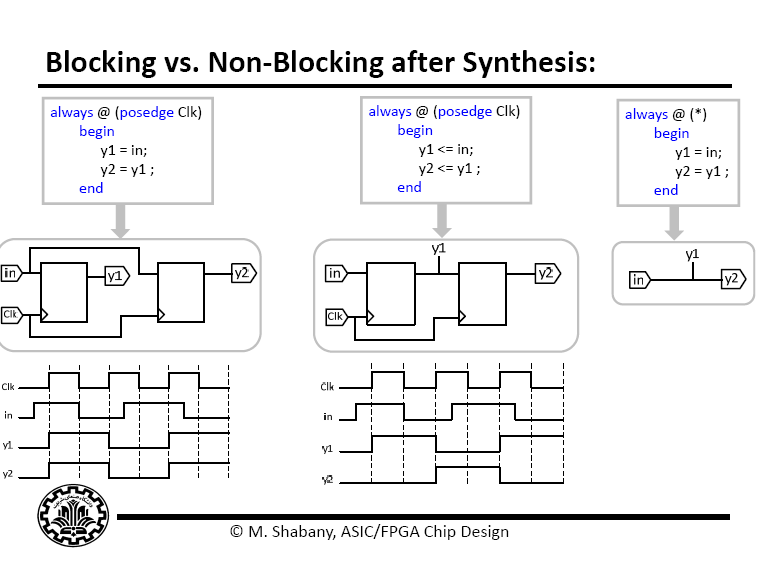 Blocking vs. Non-Blocking after Synthesis:
always @ (posedge Clk)
begin
y1 = in;
y2 = y1 ;
end
always @ (posedge Clk)
begin
y1 <= in;
y2 <= y1 ;
end
always @ (*)
begin
y1 = in;
y2 = y1 ;
end
in
y1
y2
Clk
y1
in
y2
Clk
y1
in
y2
Clk
in
y1
y2
Clk
in
y1
y2
© M. Shabany, ASIC/FPGA Chip Design